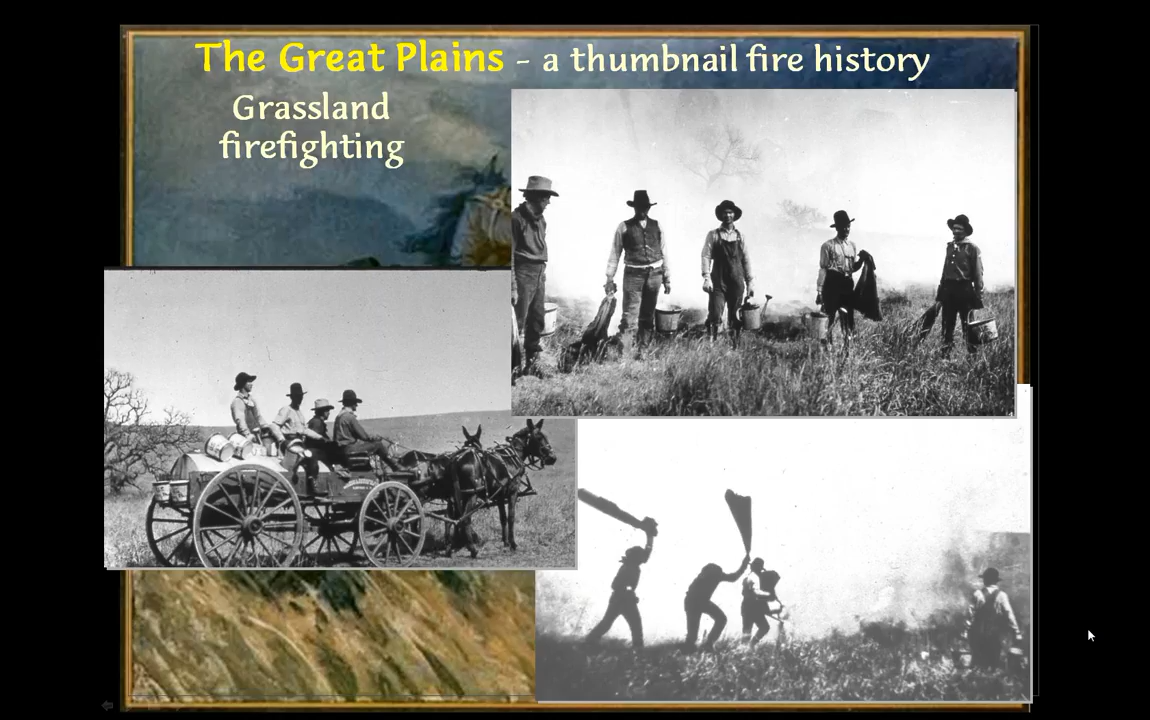 The Great Plains - a thumbnail fire history
Grassland
firefighting